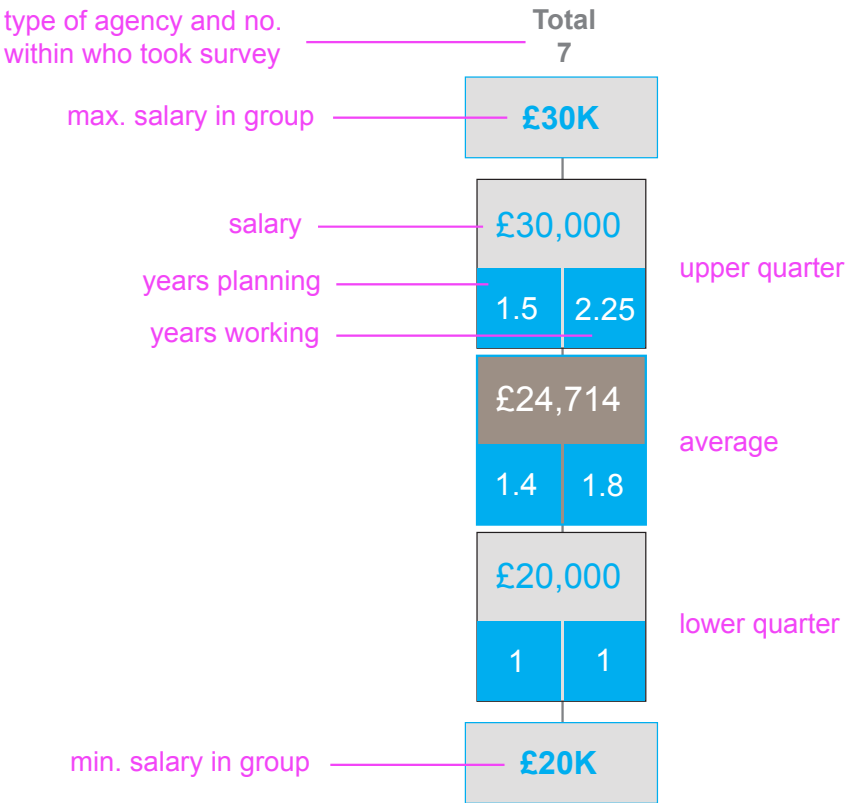 type of agency and no.
within who took survey
Total
7
max. salary in group
£30K
salary
£30,000
years planning
1.5
2.25
years working
upper quarter
£24,714
1.4
1.8
average
£20,000
1
1
lower quarter
min. salary in group
£20K